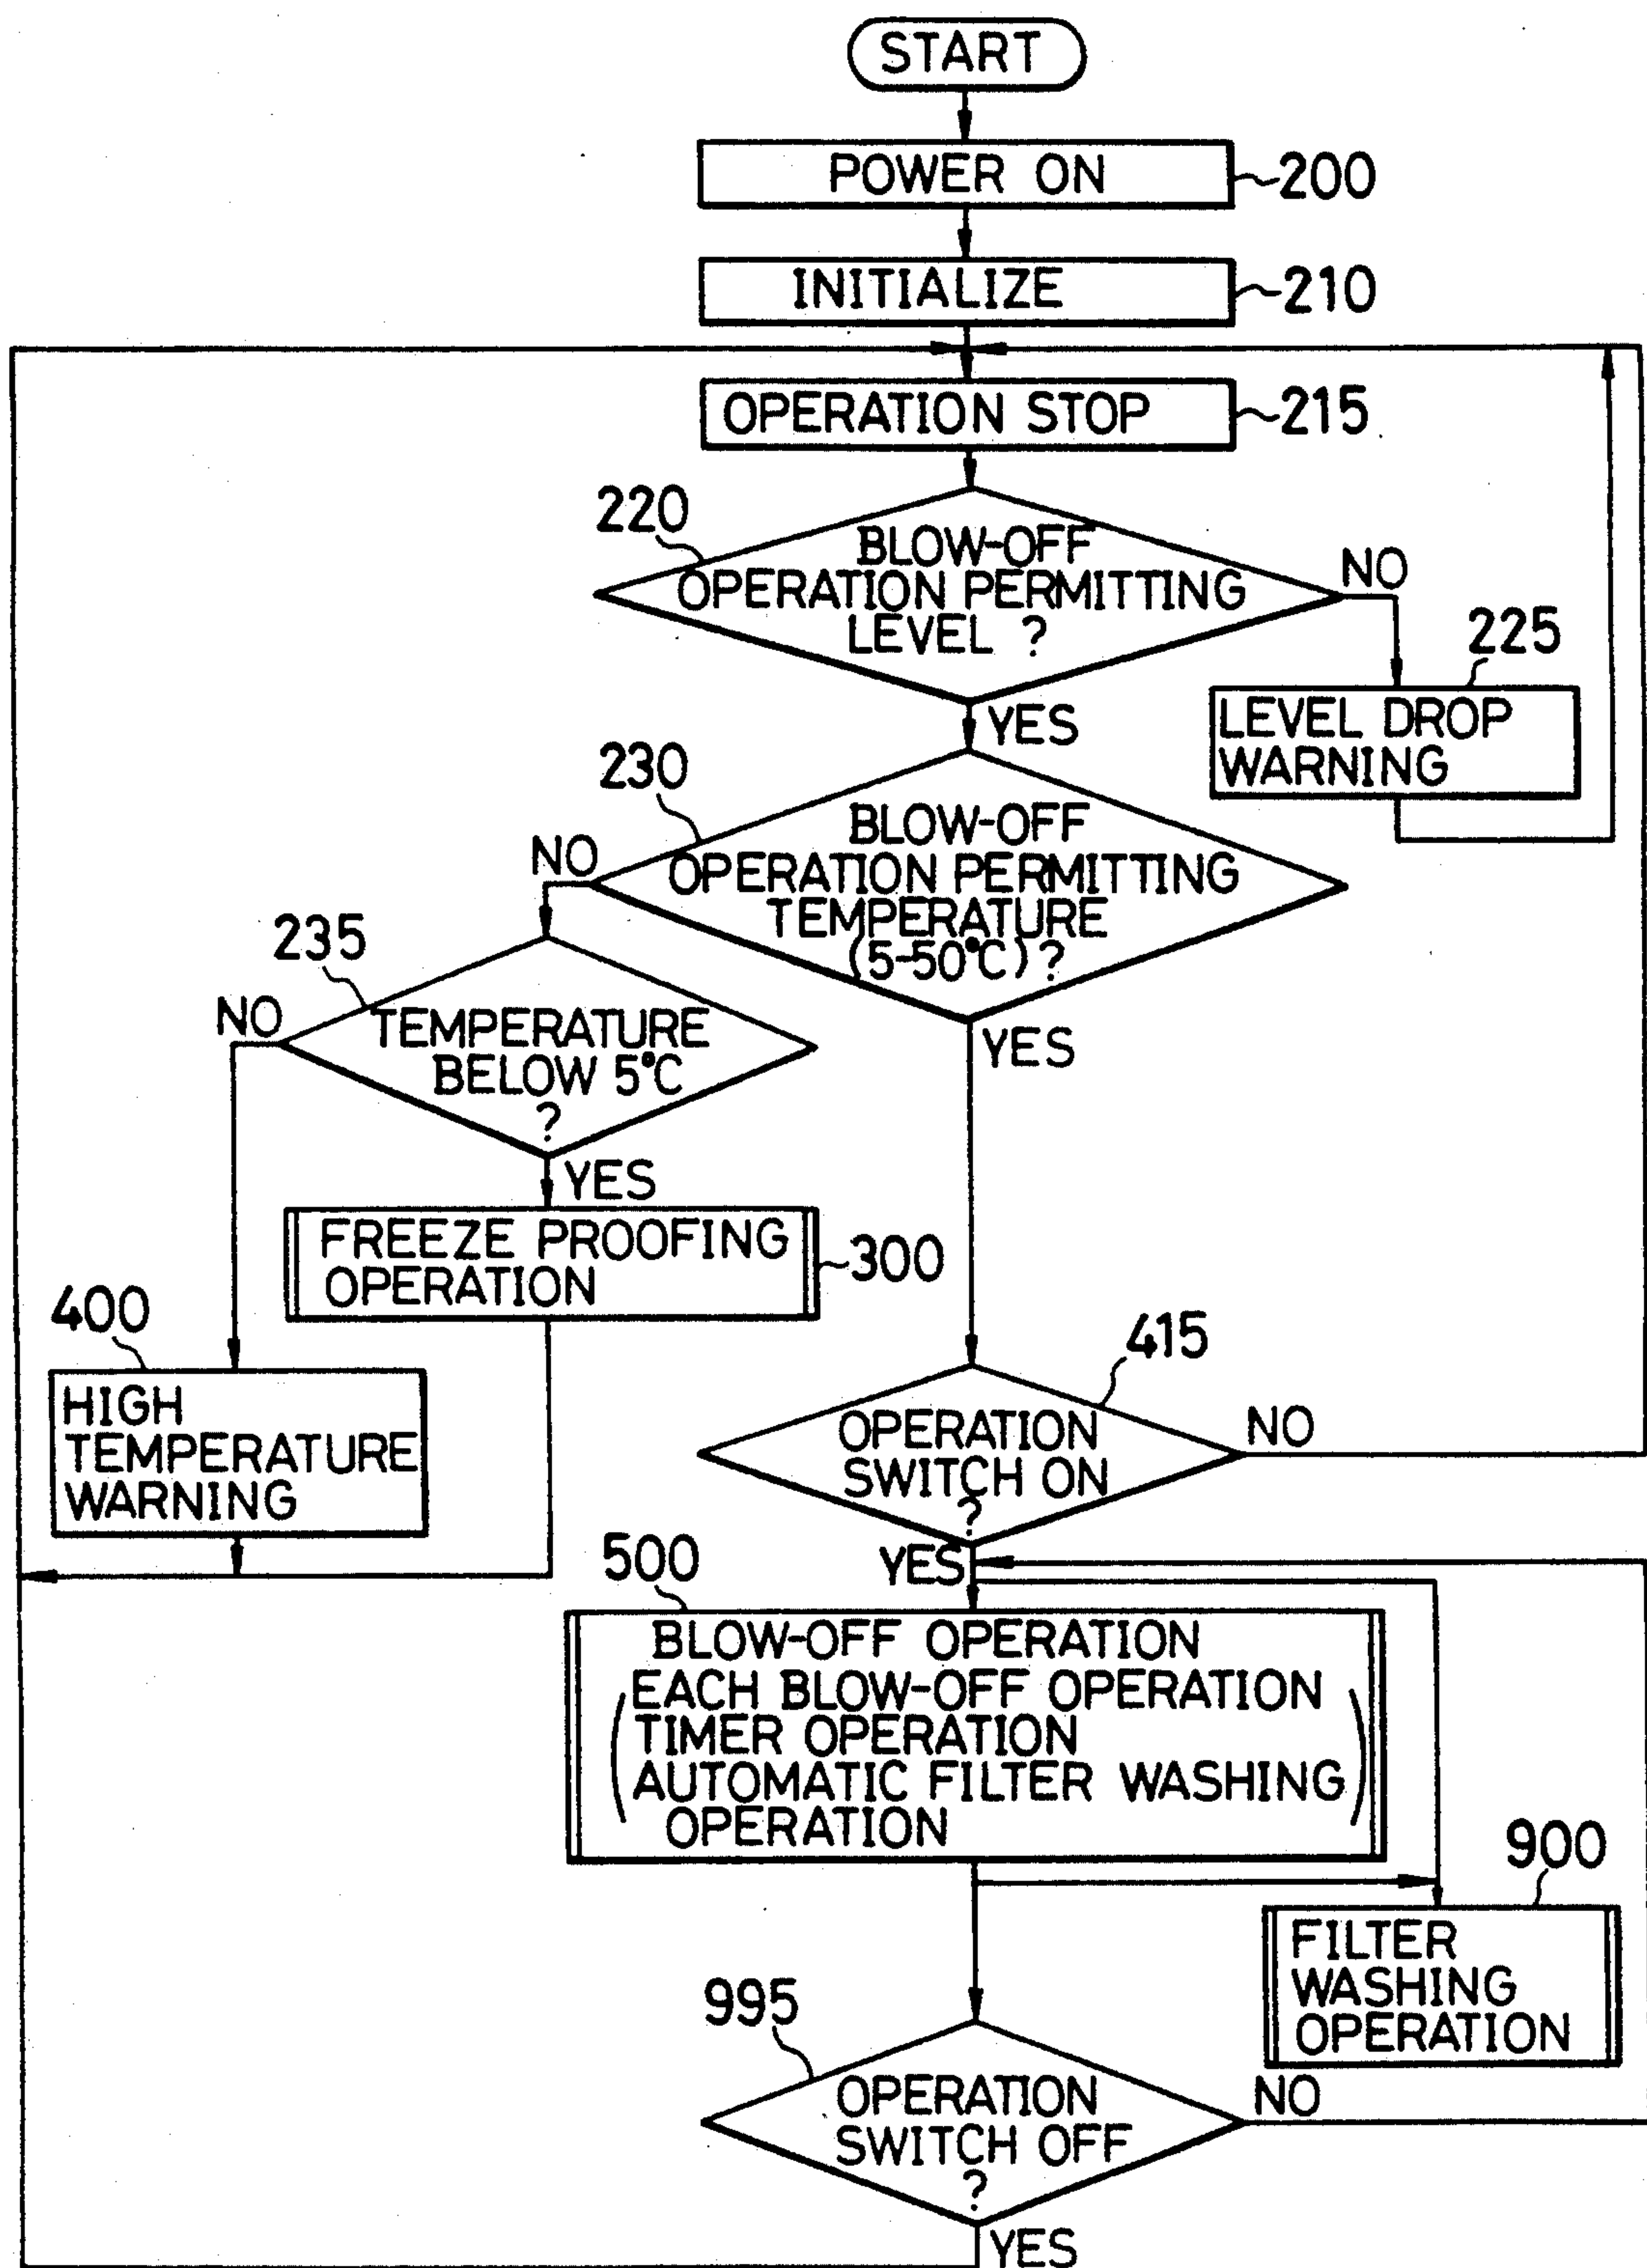 START
POWER ON
200
INITIALIZE
210
OPERATION STOP
215
220
BLOW-OFF
OPERATION PERMITTING
LEVEL ?
NO
225
LEVEL DROP
WARNING
YES
230
BLOW-OFF
OPERATION PERMITTING
TEMPERATURE
(5-50°C)?
NO
YES
235
TEMPERATURE
BELOW 5°C
?
NO
YES
FREEZE PROOFING
OPERATION
300
400
HIGH
TEMPERATURE
WARNING
415
OPERATION
SWITCH ON
?
NO
YES
500
BLOW-OFF OPERATION
(EACH BLOW-OFF OPERATION
TIMER OPERATION
AUTOMATIC FILTER WASHING
OPERATION)
900
FILTER
WASHING
OPERATION
995
OPERATION
SWITCH OFF
?
NO
YES